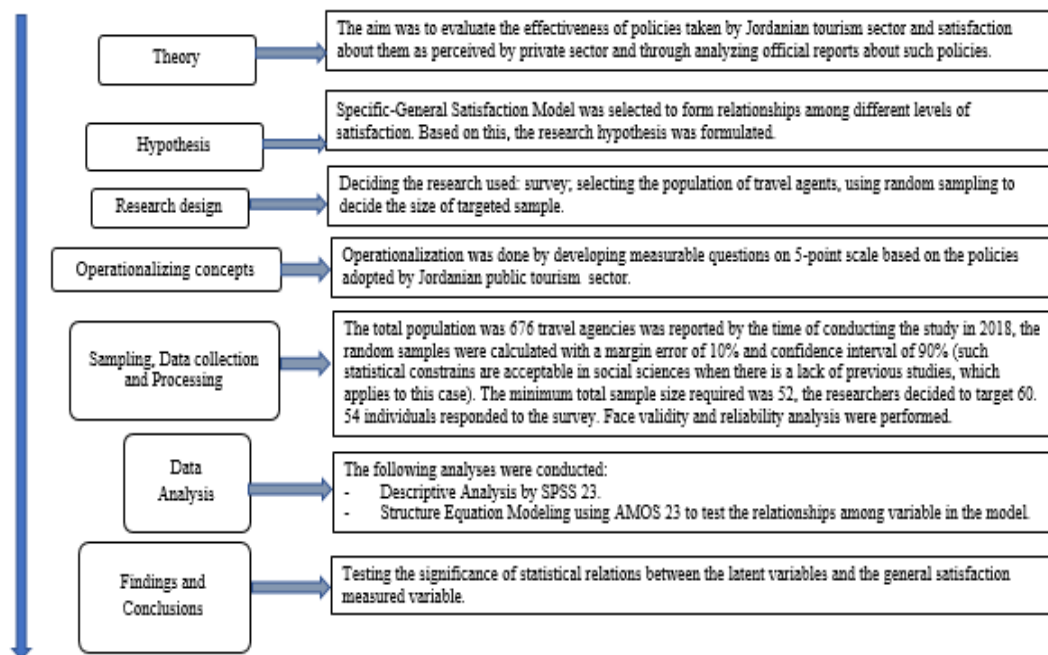 Theory
The aim was to evaluate the effectiveness of policies taken by Jordanian tourism sector and satisfaction
about them as perceived by private sector and through analyzing official reports about such policies.
Hypothesis
Specific-General Satisfaction Model was selected to form relationships among different levels of
satisfaction. Based on this, the research hypothesis was formulated.
Research design
Deciding the research used: survey; selecting the population of travel agents, using random sampling to
decide the size of targeted sample.
Operationalizing concepts
Operationalization was done by developing measurable questions on 5-point scale based on the policies
adopted by Jordanian public tourism sector.
Sampling, Data collection
and Processing
The total population was 676 travel agencies was reported by the time of conducting the study in 2018, the
random samples were calculated with a margin error of 10% and confidence interval of 90% (such
statistical constrains are acceptable in social sciences when there is a lack of previous studies, which
applies to this case). The minimum total sample size required was 52, the researchers decided to target 60.
54 individuals responded to the survey. Face validity and reliability analysis were performed.
Data
Analysis
The following analyses were conducted:
- Descriptive Analysis by SPSS 23.
- Structure Equation Modeling using AMOS 23 to test the relationships among variable in the model.
Findings and
Conclusions
Testing the significance of statistical relations between the latent variables and the general satisfaction
measured variable.